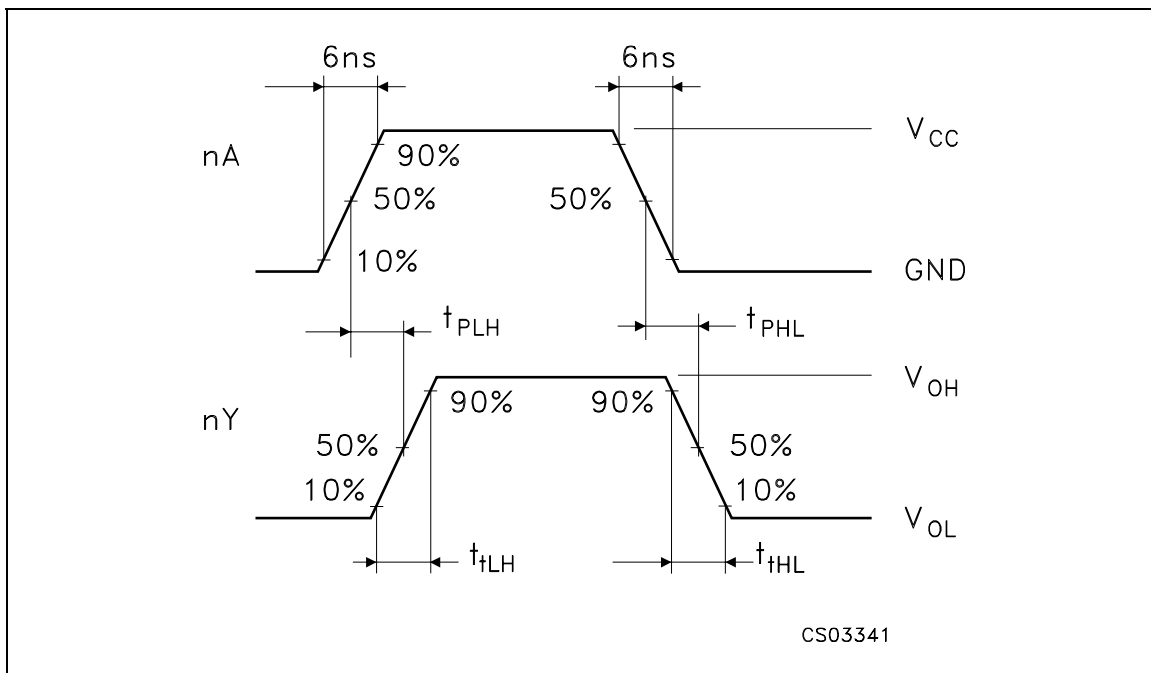 6ns 6ns
V_CC
nA
90%
50% 50%
10%
GND
t_PLH t_PHL
V_OH
90% 90%
nY
50% 50%
10% 10%
V_OL
t_tLH t_tHL
CS03341